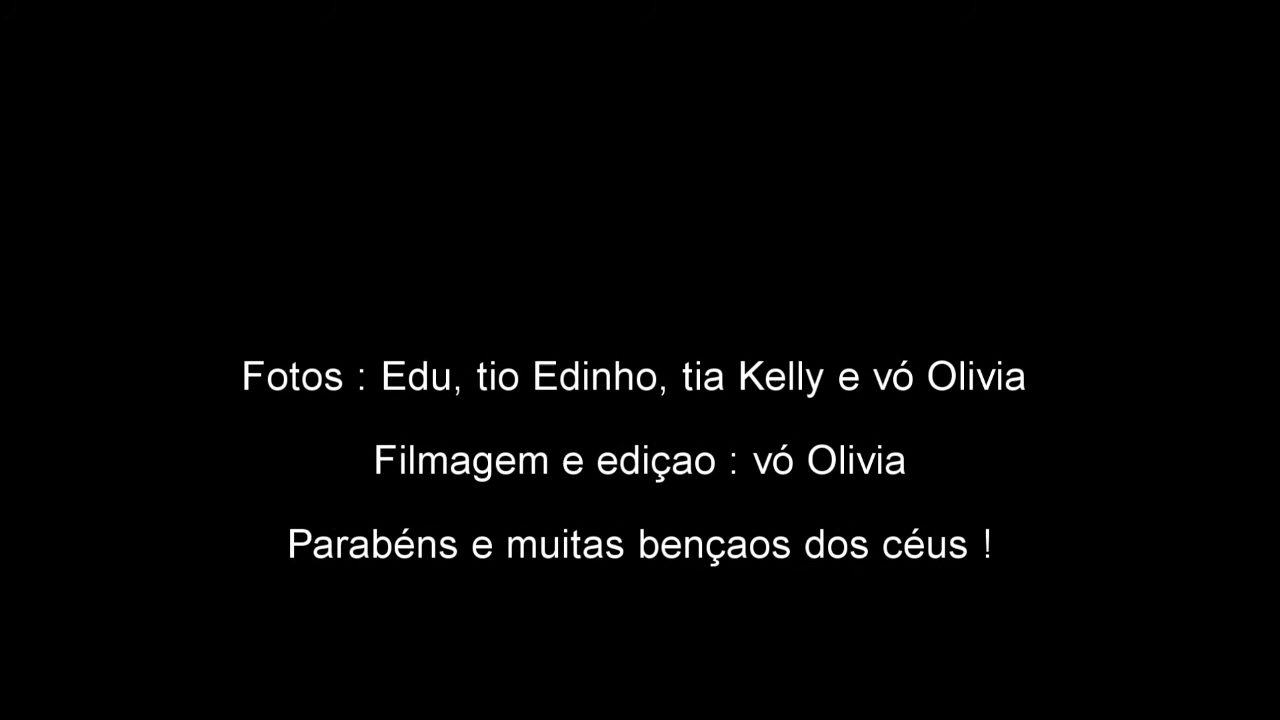 Fotos : Edu, tio Edinho, tia Kelly e vó Olivia
Filmagem e ediçao : vó Olivia
Parabéns e muitas bençaos dos céus !